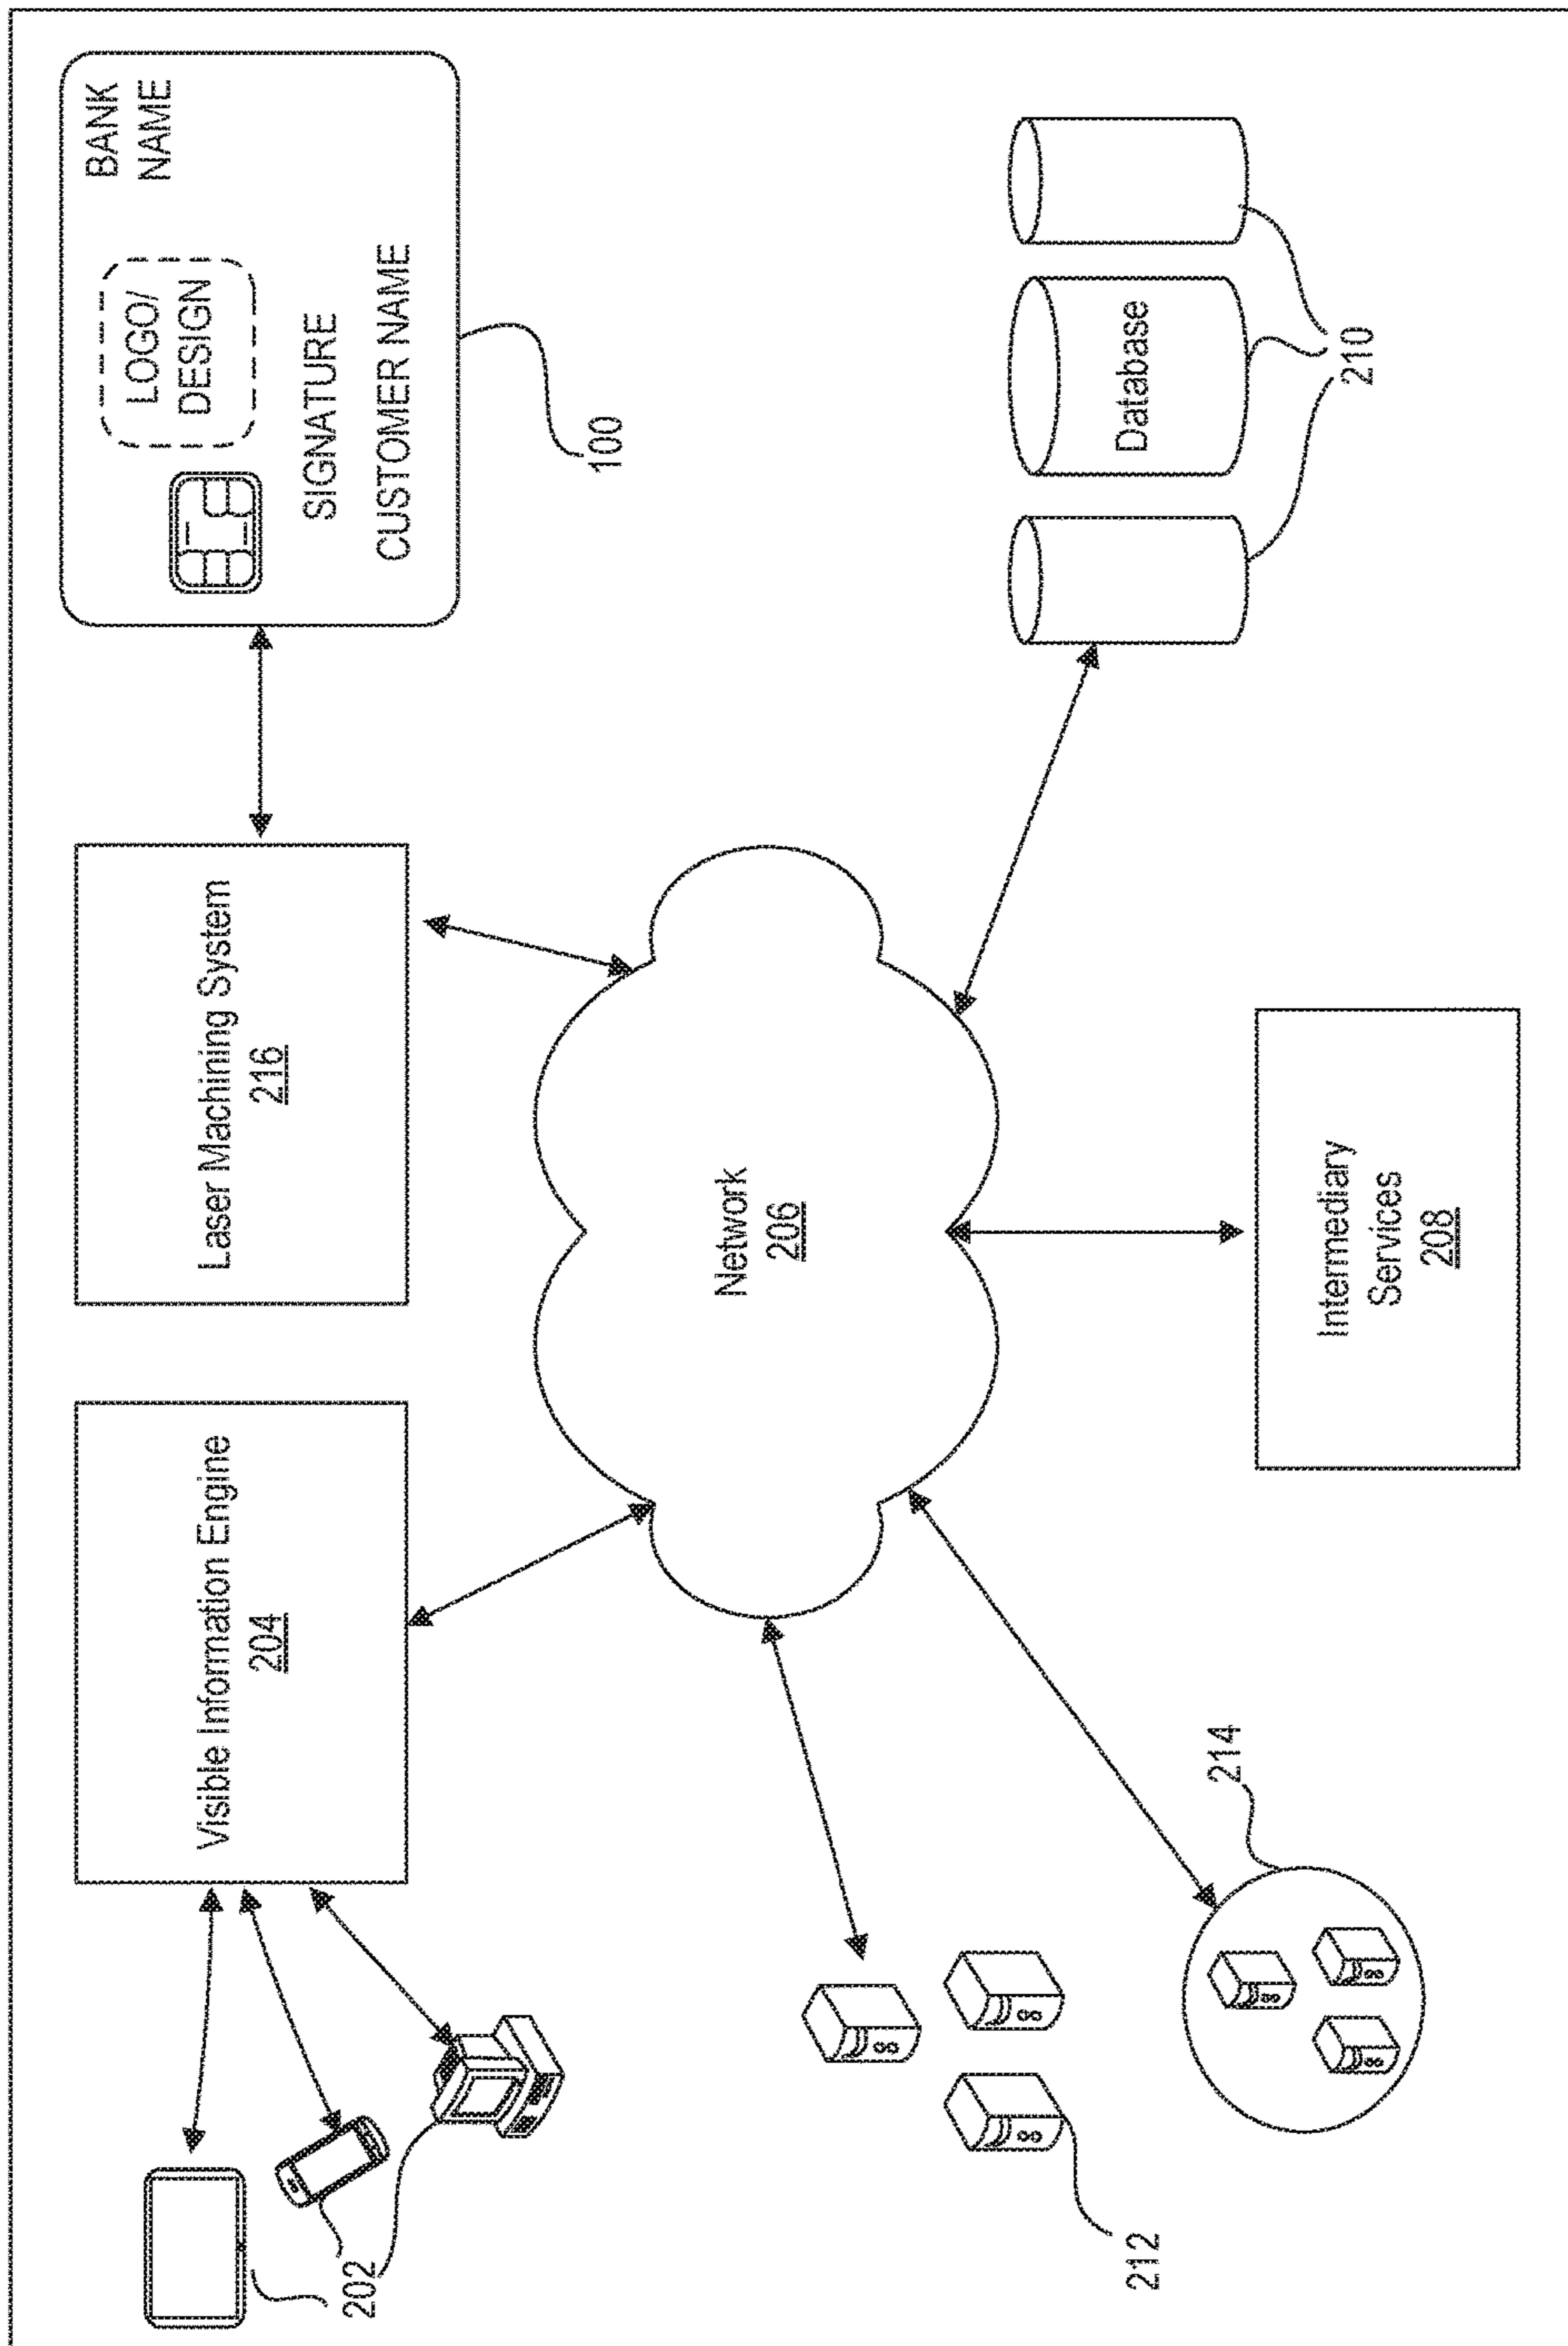 202
Visible Information Engine
204
Laser Machining System
216
BANK
NAME
LOGO/
DESIGN
SIGNATURE
CUSTOMER NAME
100
Network
206
212
214
Intermediary
Services
208
Database
210